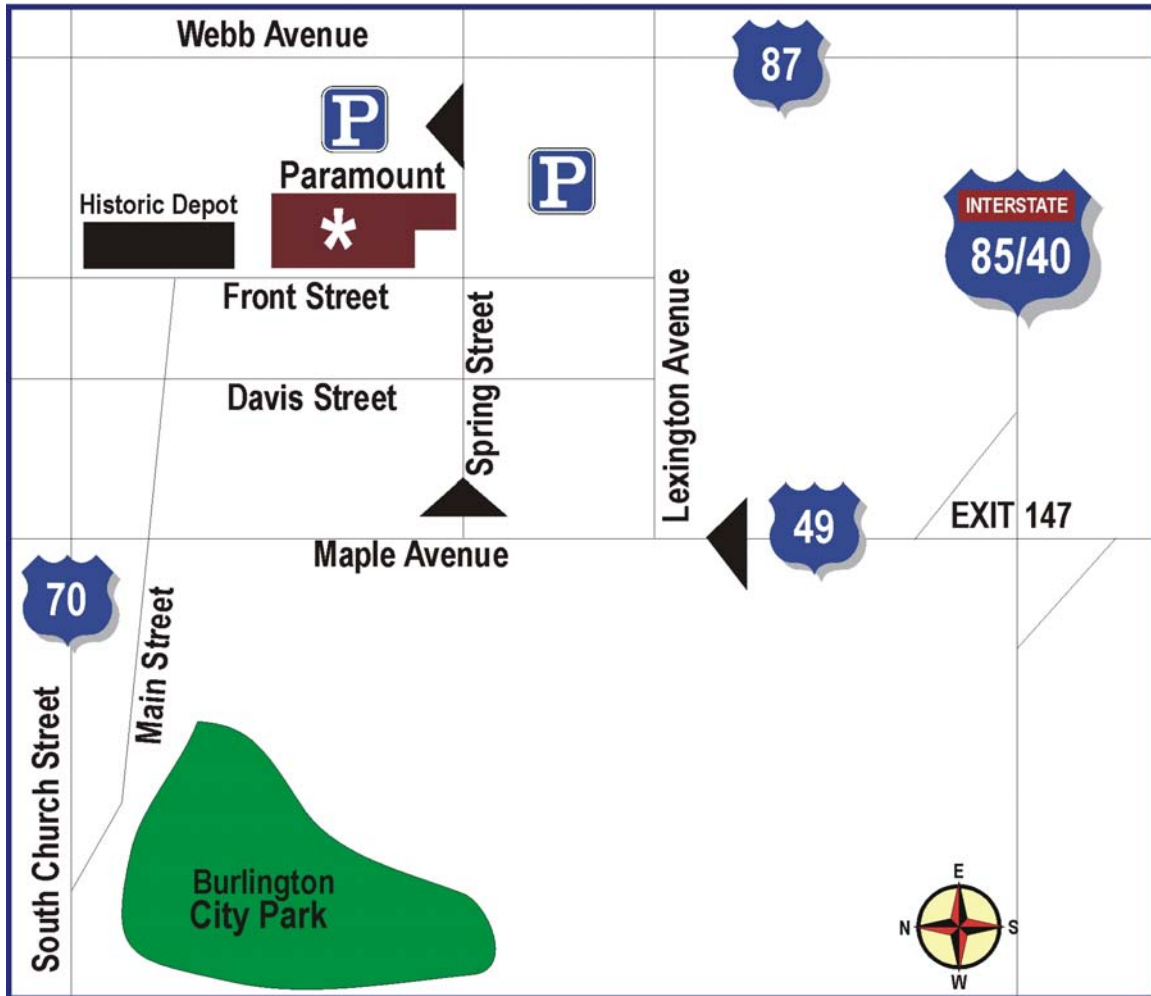 Webb Avenue
87
P
P
Paramount
*
Historic Depot
INTERSTATE
85/40
Front Street
Spring Street
Lexington Avenue
Davis Street
EXIT 147
49
Maple Avenue
70
Main Street
South Church Street
Burlington
City Park
E
N
S
W